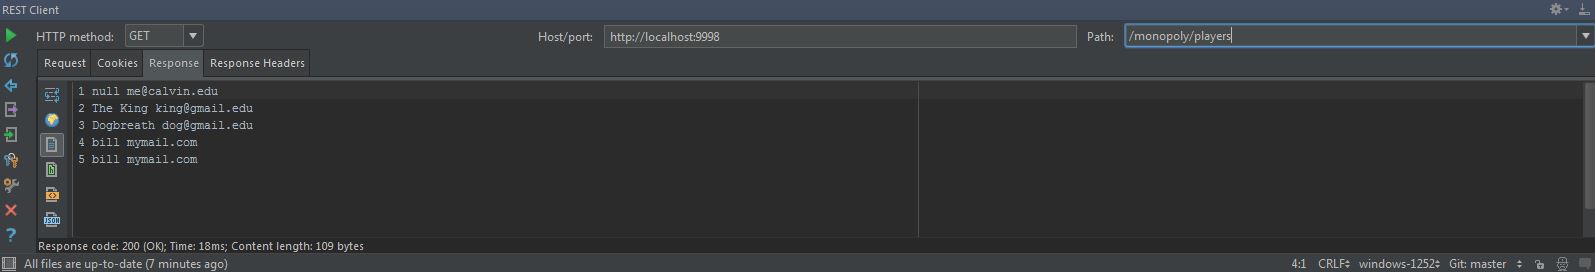 REST Client
HTTP method: GET Host/port: http://localhost:9998 Path: /monopoly/players
Request Cookies Response Response Headers
1 null me@calvin.edu
2 The King king@gmail.edu
3 Dogbreath dog@gmail.edu
4 bill mymail.com
5 bill mymail.com
JSON
Response code: 200 (OK); Time: 18ms; Content length: 109 bytes
All files are up-to-date (7 minutes ago) 4:1 CRLF windows-1252 Git: master